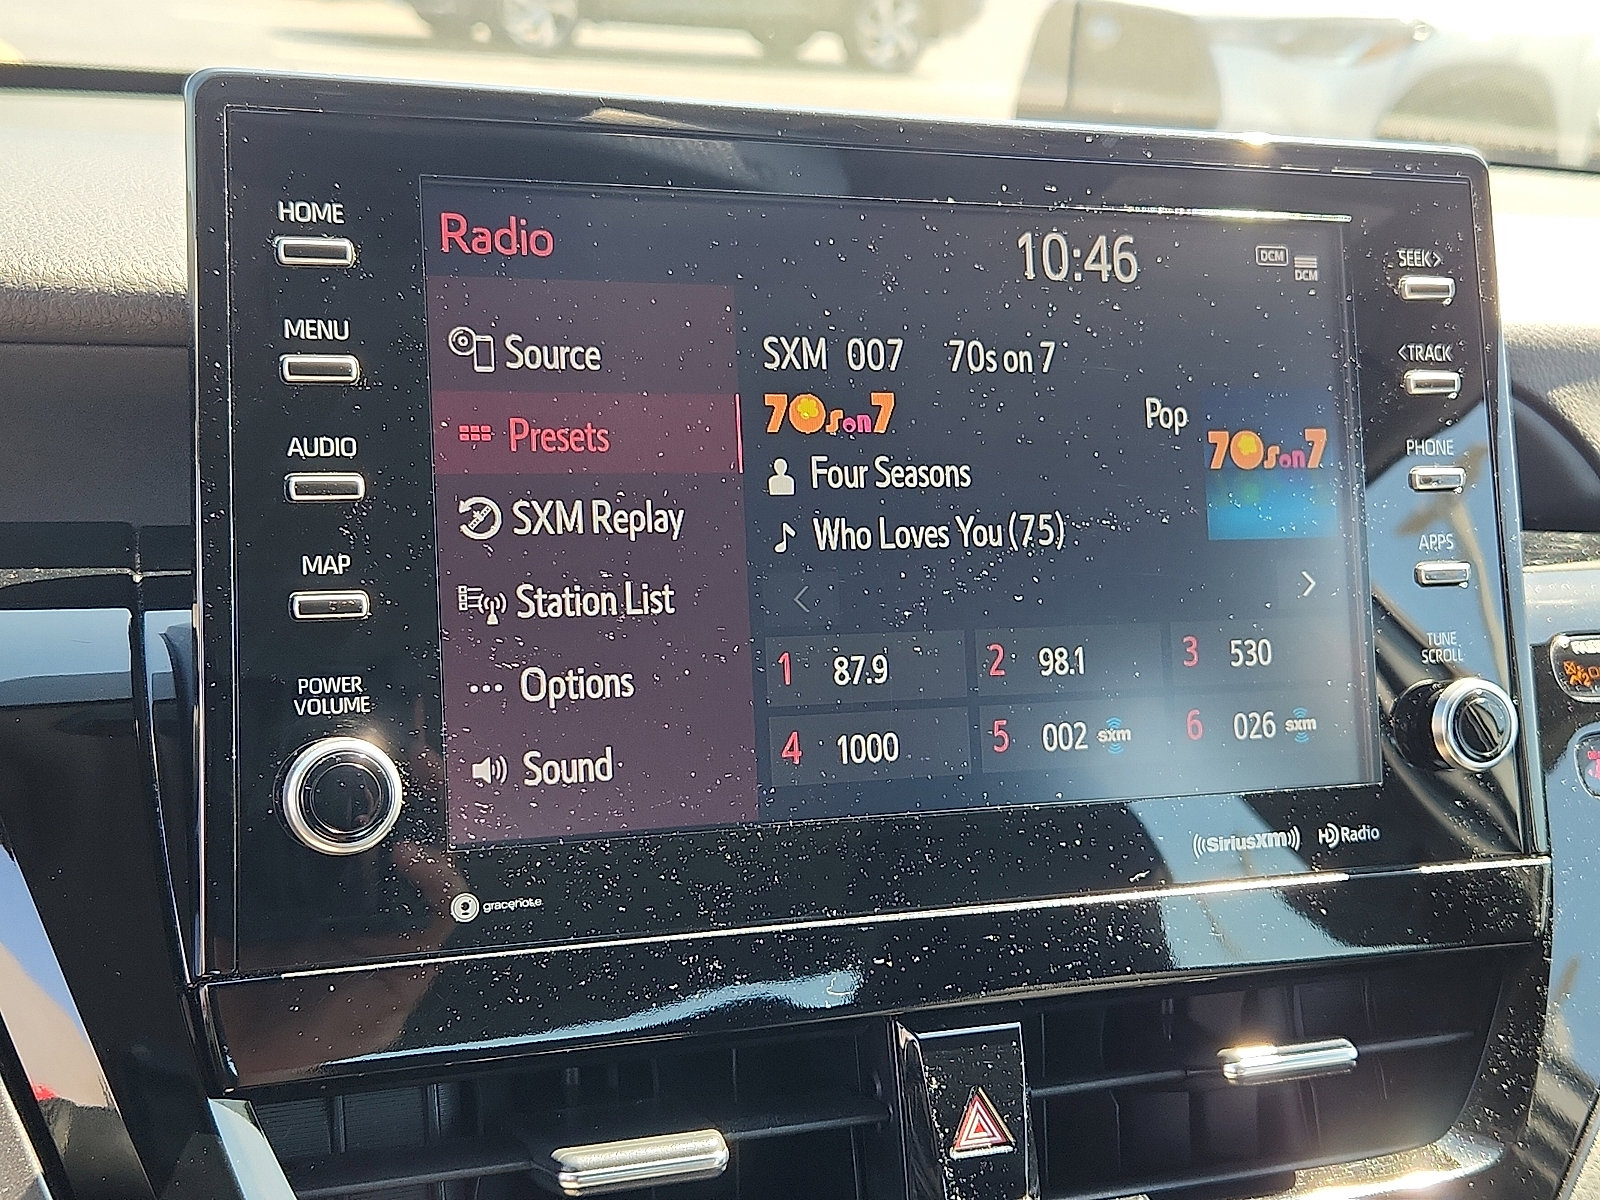 HOME
MENU
AUDIO
MAP
POWER
VOLUME
Radio
10:46
DCM
DCM
Source
Presets
SXM Replay
Station List
Options
Sound
SXM 007 70s on 7
70s on 7
Pop
70s on 7
Four Seasons
Who Loves You (75)
1 87.9
2 98.1
3 530
4 1000
5 002 sxm
6 026 sxm
SEEK>
<TRACK
PHONE
APPS
TUNE
SCROLL
((SiriusXM))
HD Radio
gracenote